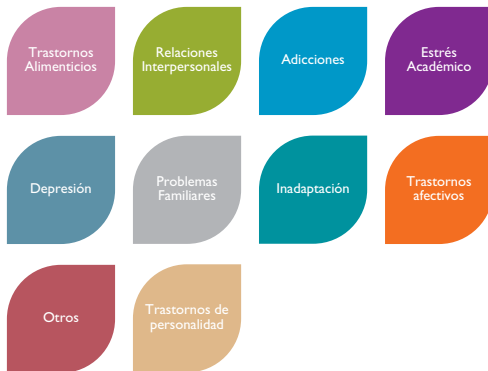 Trastornos
Alimenticios
Relaciones
Interpersonales
Adicciones
Estrés
Académico
Depresión
Problemas
Familiares
Inadaptación
Trastornos
afectivos
Otros
Trastornos de
personalidad